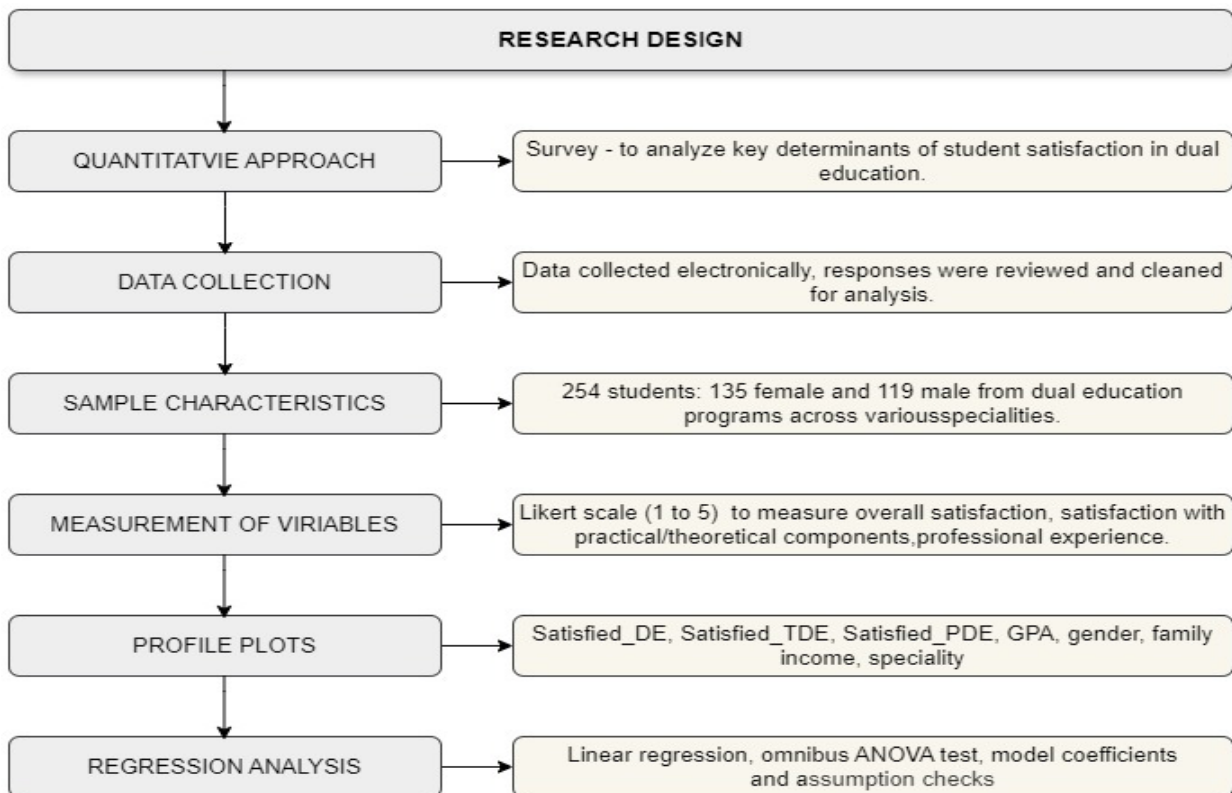 RESEARCH DESIGN
QUANTITATVIE APPROACH
Survey - to analyze key determinants of student satisfaction in dual
education.
DATA COLLECTION
Data collected electronically, responses were reviewed and cleaned
for analysis.
SAMPLE CHARACTERISTICS
254 students: 135 female and 119 male from dual education
programs across variousspecialities.
MEASUREMENT OF VIRIABLES
Likert scale (1 to 5)  to measure overall satisfaction, satisfaction with
practical/theoretical components,professional experience.
PROFILE PLOTS
Satisfied_DE, Satisfied_TDE, Satisfied_PDE, GPA, gender, family
income, speciality
REGRESSION ANALYSIS
Linear regression, omnibus ANOVA test, model coefficients
and assumption checks